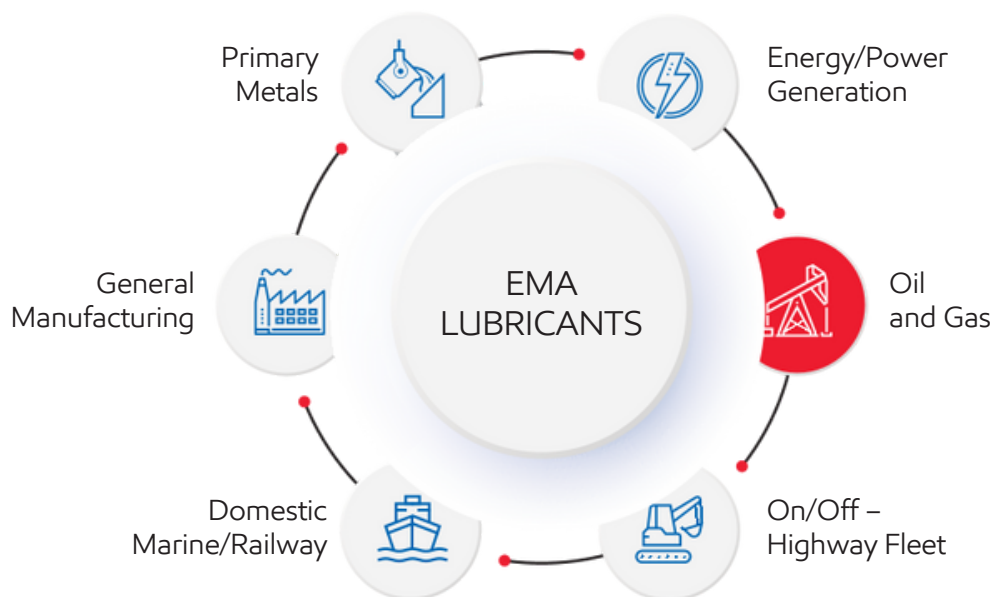 Primary
Metals
Energy/Power
Generation
General
Manufacturing
EMA
LUBRICANTS
Oil
and Gas
Domestic
Marine/Railway
On/Off –
Highway Fleet